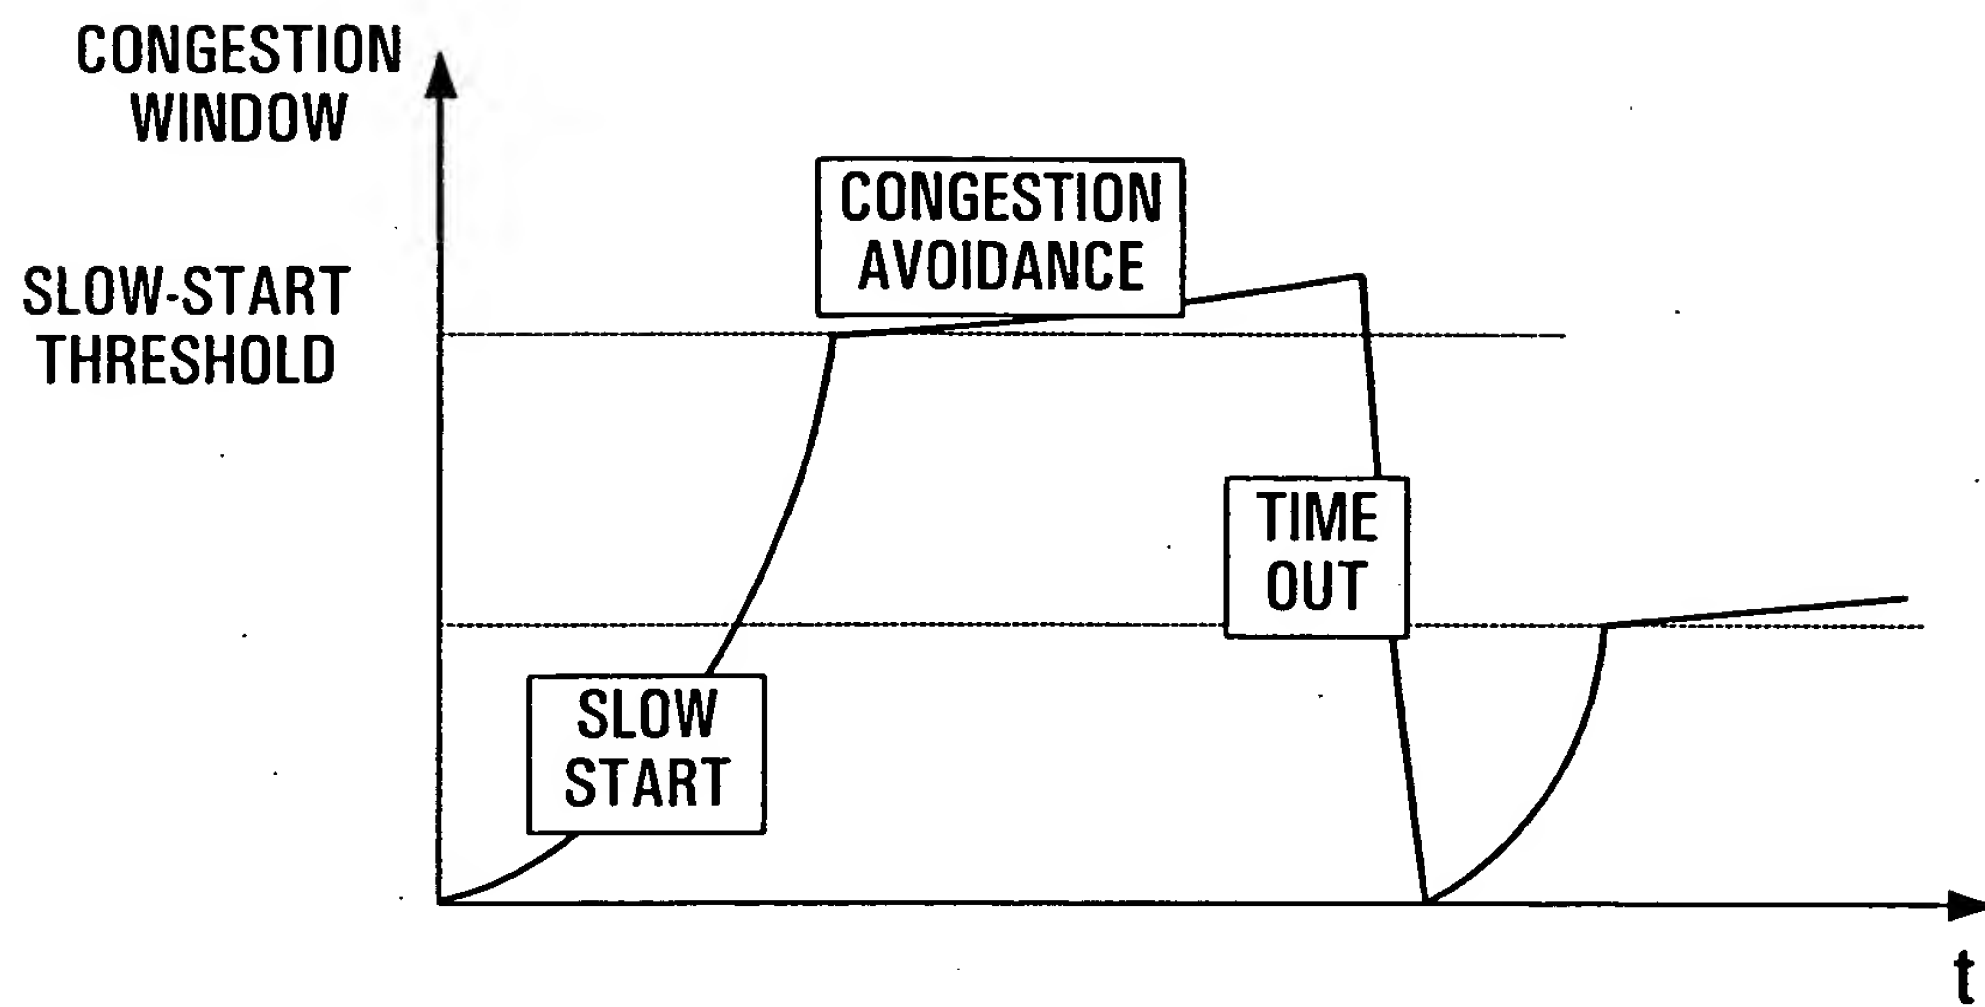 CONGESTION
WINDOW
CONGESTION
AVOIDANCE
SLOW-START
THRESHOLD
TIME
OUT
SLOW
START
t